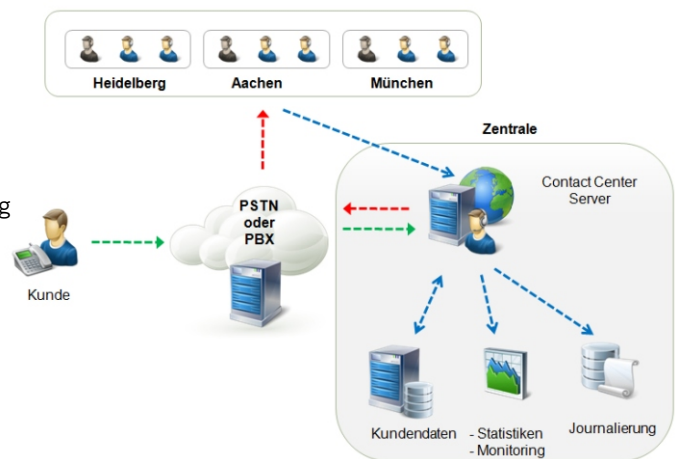 Heidelberg
Aachen
München
Zentrale
Contact Center
Server
PSTN
oder
PBX
g
Kunde
Kundendaten
- Statistiken
- Monitoring
Journalierung